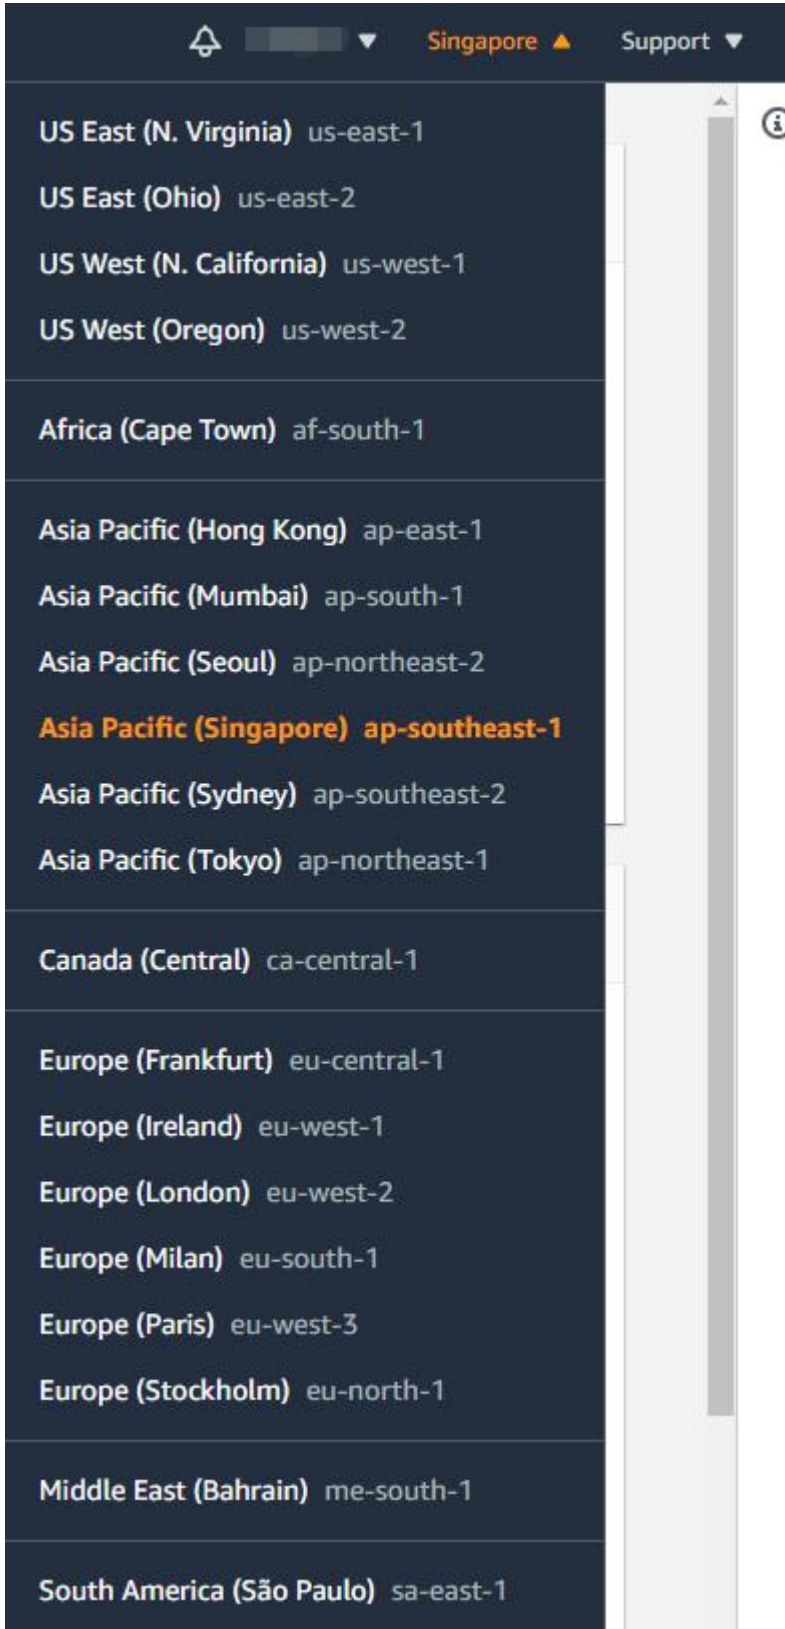 Singapore ▲ Support ▼
US East (N. Virginia) us-east-1
US East (Ohio) us-east-2
US West (N. California) us-west-1
US West (Oregon) us-west-2
Africa (Cape Town) af-south-1
Asia Pacific (Hong Kong) ap-east-1
Asia Pacific (Mumbai) ap-south-1
Asia Pacific (Seoul) ap-northeast-2
Asia Pacific (Singapore) ap-southeast-1
Asia Pacific (Sydney) ap-southeast-2
Asia Pacific (Tokyo) ap-northeast-1
Canada (Central) ca-central-1
Europe (Frankfurt) eu-central-1
Europe (Ireland) eu-west-1
Europe (London) eu-west-2
Europe (Milan) eu-south-1
Europe (Paris) eu-west-3
Europe (Stockholm) eu-north-1
Middle East (Bahrain) me-south-1
South America (São Paulo) sa-east-1